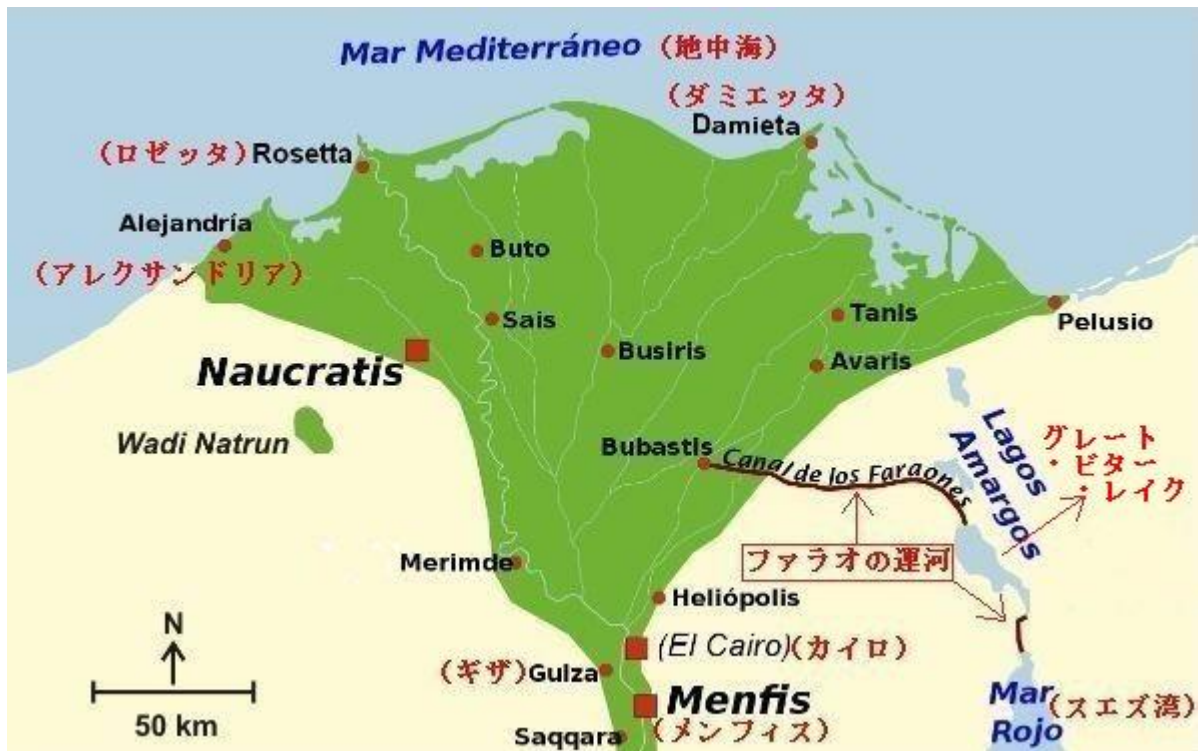 Mar Mediterráneo (地中海)
(ダミエッタ)
Damieta
(ロゼッタ) Rosetta
Alejandría
(アレクサンドリア)
Buto
Sais
Tanis
Pelusio
Busiris
Avaris
Naucratis
Wadi Natrun
Bubastis
Canal de los Faraones
Lagos
Amargos
グレート
・ビター
・レイク
ファラオの運河
Merimde
Heliópolis
N
(El Cairo)(カイロ)
(ギザ) Guiza
50 km
Menfis
(メンフィス)
Saqqara
Mar
Rojo
(スエズ湾)